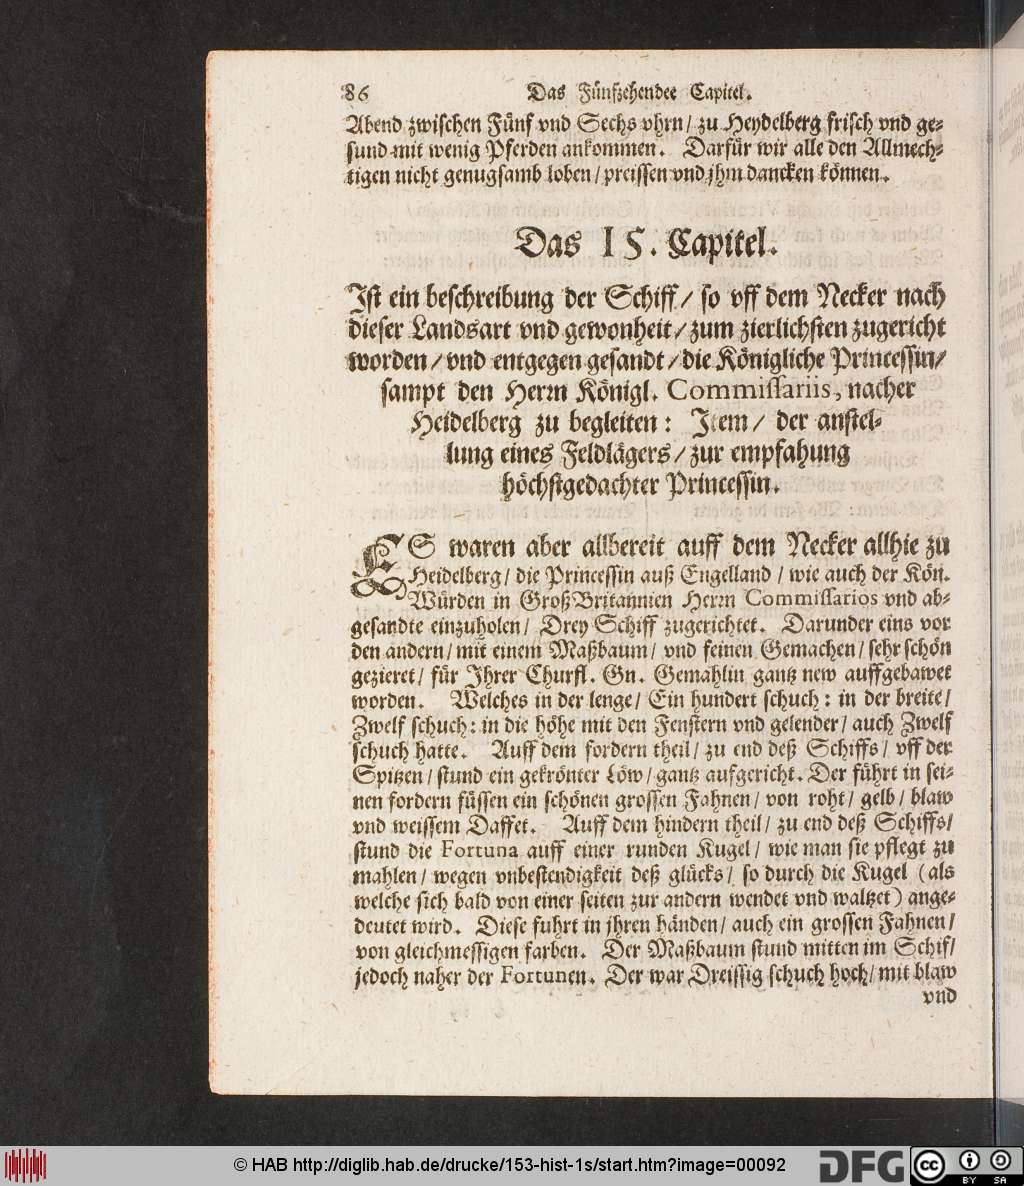 86 Das Fünfzehendee Capitel.
Abend zwischen Fünf vnd Sechs vhrn/ zu Heydelberg frisch vnd ge-
sund mit wenig Pferden ankommen. Darfür wir alle den Allmech-
tigen nicht genugsamb loben/ preissen vnd jhm dancken können.
Das 15. Capitel.
Ist ein beschreibung der Schiff/ so vff dem Necker nach
dieser Landsart vnd gewonheit/ zum zierlichsten zugericht
worden/ vnd entgegen gesandt/ die Königliche Princessin/
sampt den Herrn Königl. Commissariis, nacher
Heidelberg zu begleiten: Item/ der anstel-
lung eines Feldlägers/ zur empfahung
höchstgedachter Princessin.
ES waren aber allbereit auff dem Necker allhie zu
Heidelberg/ die Princessin auß Engelland/ wie auch der Kön.
Würden in GroßBritannien Herrn Commissarios vnd ab-
gesandte einzuholen/ Drey Schiff zugerichtet. Darunder eins vor
den andern/ mit einem Maßbaum/ vnd feinen Gemachen/ sehr schön
gezieret/ für Ihrer Churfl. Gn. Gemahlin gantz new auffgebawet
worden. Welches in der lenge/ Ein hundert schuch: in der breite/
Zwelf schuch: in die höhe mit den Fenstern vnd gelender/ auch Zwelf
schuch hatte. Auff dem fordern theil/ zu end deß Schiffs/ vff der
Spitzen/ stund ein gekrönter Löw/ gantz aufgericht. Der führt in sei-
nen fordern füssen ein schönen grossen Fahnen/ von roht/ gelb/ blaw
vnd weissem Daffet. Auff dem hindern theil/ zu end deß Schiffs/
stund die Fortuna auff einer runden Kugel/ wie man sie pflegt zu
mahlen/ wegen vnbestendigkeit deß glücks/ so durch die Kugel (als
welche sich bald von einer seiten zur andern wendet vnd waltzet) ange-
deutet wird. Diese fuhrt in jhren händen/ auch ein grossen Fahnen/
von gleichmessigen farben. Der Maßbaum stund mitten im Schif/
jedoch naher der Fortunen. Der war Dreissig schuch hoch/ mit blaw
vnd
© HAB http://diglib.hab.de/drucke/153-hist-1s/start.htm?image=00092
DFG
cc BY SA